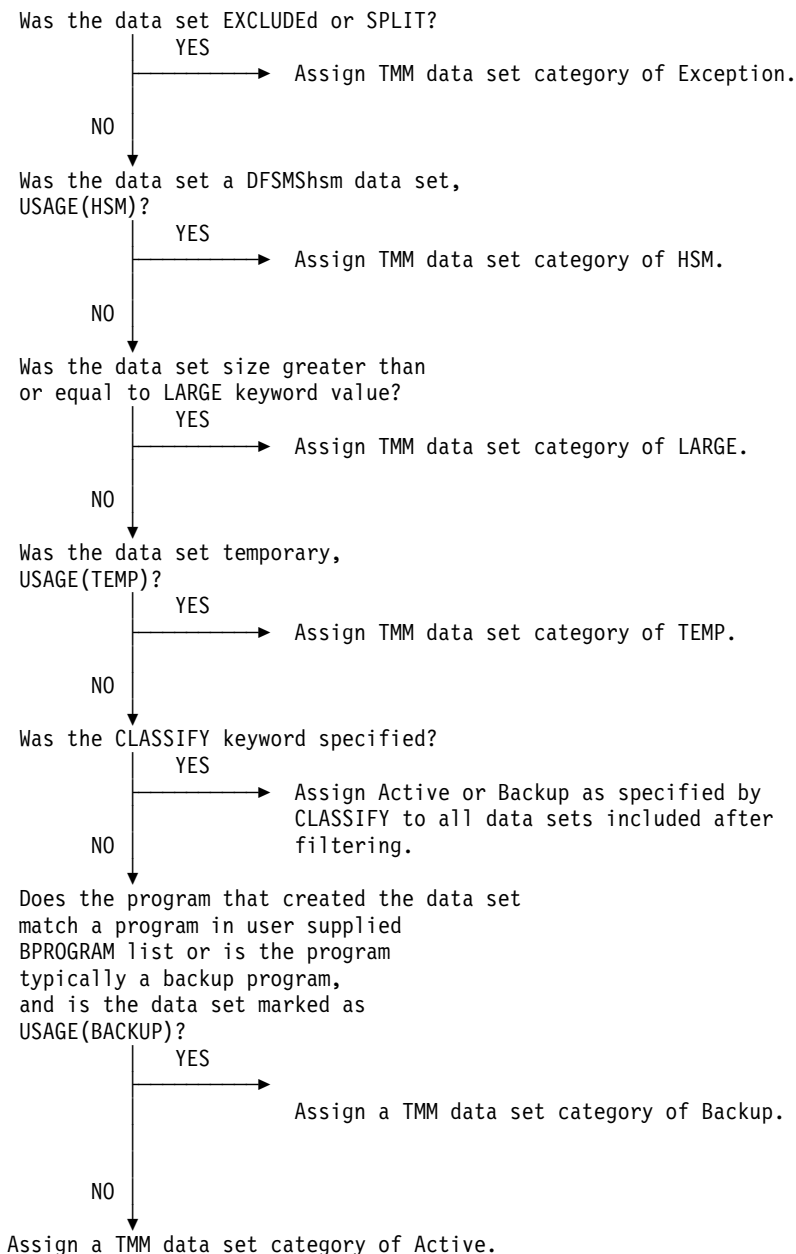 Was the data set EXCLUDEd or SPLIT?
YES
Assign TMM data set category of Exception.
NO
Was the data set a DFSMShsm data set,
USAGE(HSM)?
YES
Assign TMM data set category of HSM.
NO
Was the data set size greater than
or equal to LARGE keyword value?
YES
Assign TMM data set category of LARGE.
NO
Was the data set temporary,
USAGE(TEMP)?
YES
Assign TMM data set category of TEMP.
NO
Was the CLASSIFY keyword specified?
YES
Assign Active or Backup as specified by
CLASSIFY to all data sets included after
NO filtering.
Does the program that created the data set
match a program in user supplied
BPROGRAM list or is the program
typically a backup program,
and is the data set marked as
USAGE(BACKUP)?
YES
Assign a TMM data set category of Backup.
NO
Assign a TMM data set category of Active.